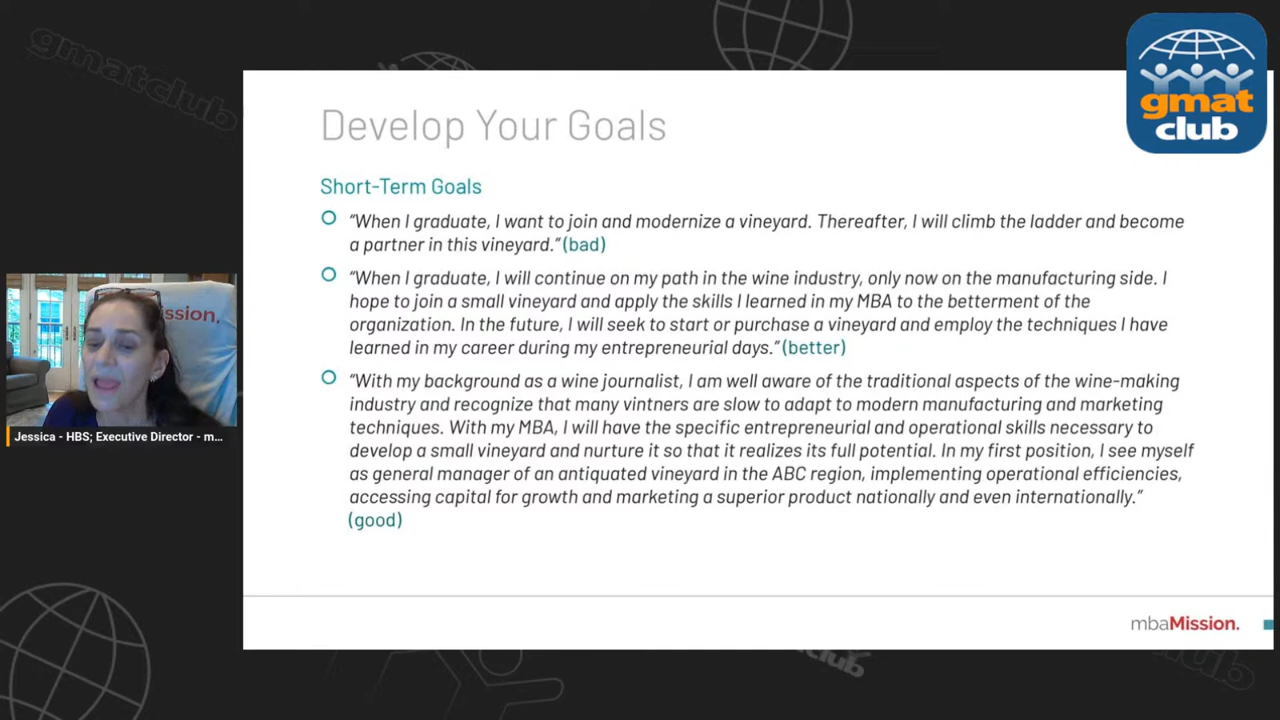 gmatclub
gmat
club
Develop Your Goals
Short-Term Goals
“When I graduate, I want to join and modernize a vineyard. Thereafter, I will climb the ladder and become
a partner in this vineyard.” (bad)
“When I graduate, I will continue on my path in the wine industry, only now on the manufacturing side. I
hope to join a small vineyard and apply the skills I learned in my MBA to the betterment of the
organization. In the future, I will seek to start or purchase a vineyard and employ the techniques I have
learned in my career during my entrepreneurial days.” (better)
“With my background as a wine journalist, I am well aware of the traditional aspects of the wine-making
industry and recognize that many vintners are slow to adapt to modern manufacturing and marketing
techniques. With my MBA, I will have the specific entrepreneurial and operational skills necessary to
develop a small vineyard and nurture it so that it realizes its full potential. In my first position, I see myself
as general manager of an antiquated vineyard in the ABC region, implementing operational efficiencies,
accessing capital for growth and marketing a superior product nationally and even internationally.”
(good)
ission.
Jessica - HBS; Executive Director - m...
mbaMission.
club